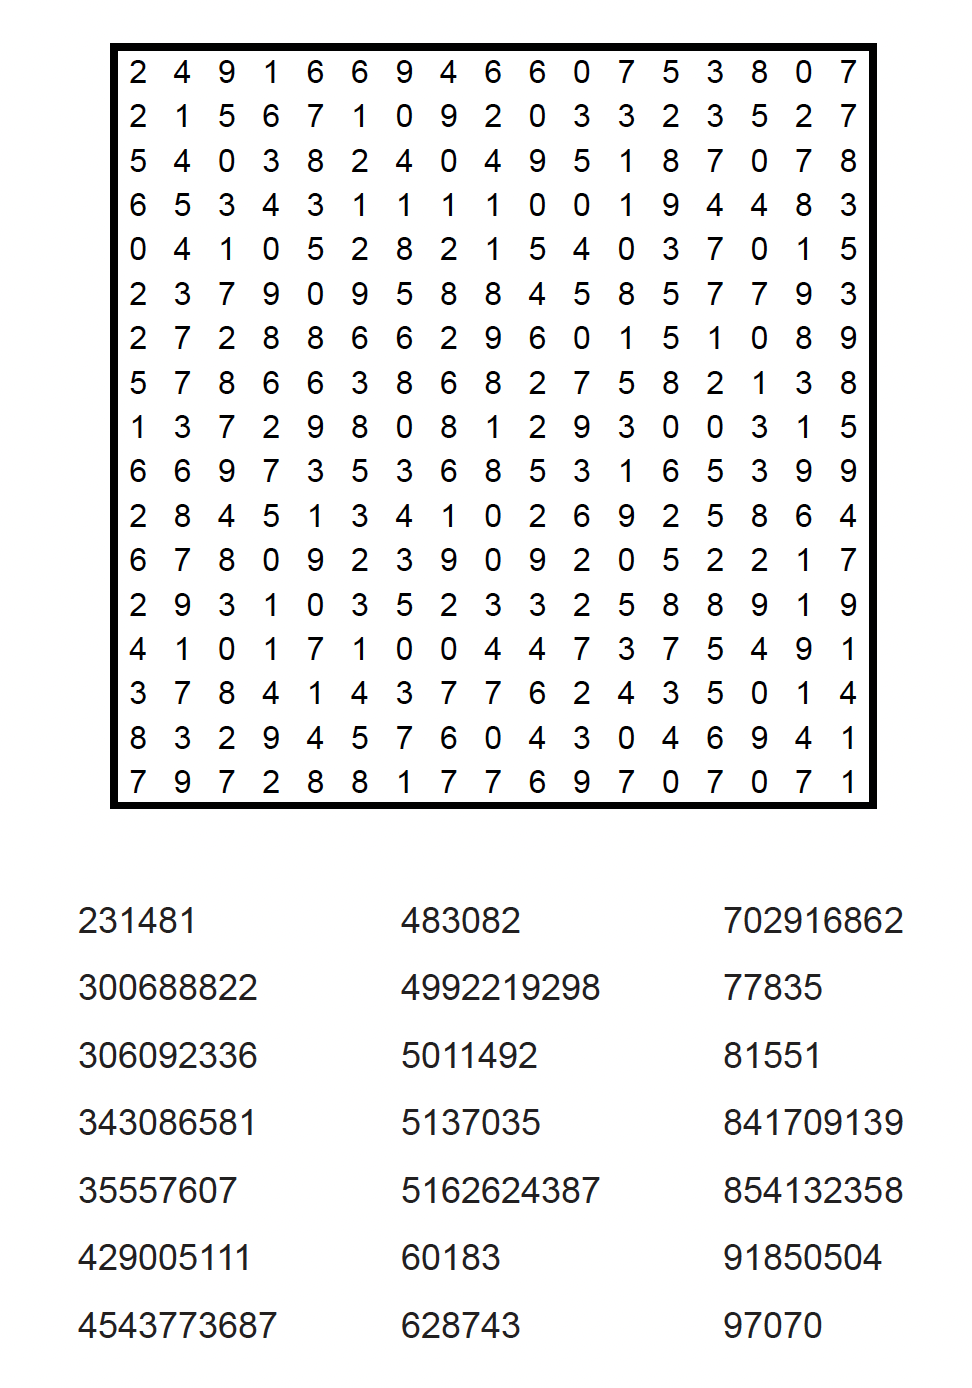 2 4 9 1 6 6 9 4 6 6 0 7 5 3 8 0 7
2 1 5 6 7 1 0 9 2 0 3 3 2 3 5 2 7
5 4 0 3 8 2 4 0 4 9 5 1 8 7 0 7 8
6 5 3 4 3 1 1 1 1 0 0 1 9 4 4 8 3
0 4 1 0 5 2 8 2 1 5 4 0 3 7 0 1 5
2 3 7 9 0 9 5 8 8 4 5 8 5 7 7 9 3
2 7 2 8 8 6 6 2 9 6 0 1 5 1 0 8 9
5 7 8 6 6 3 8 6 8 2 7 5 8 2 1 3 8
1 3 7 2 9 8 0 8 1 2 9 3 0 0 3 1 5
6 6 9 7 3 5 3 6 8 5 3 1 6 5 3 9 9
2 8 4 5 1 3 4 1 0 2 6 9 2 5 8 6 4
6 7 8 0 9 2 3 9 0 9 2 0 5 2 2 1 7
2 9 3 1 0 3 5 2 3 3 2 5 8 8 9 1 9
4 1 0 1 7 1 0 0 4 4 7 3 7 5 4 9 1
3 7 8 4 1 4 3 7 7 6 2 4 3 5 0 1 4
8 3 2 9 4 5 7 6 0 4 3 0 4 6 9 4 1
7 9 7 2 8 8 1 7 7 6 9 7 0 7 0 7 1
231481 483082 702916862
300688822 4992219298 77835
306092336 5011492 81551
343086581 5137035 841709139
35557607 5162624387 854132358
429005111 60183 91850504
4543773687 628743 97070